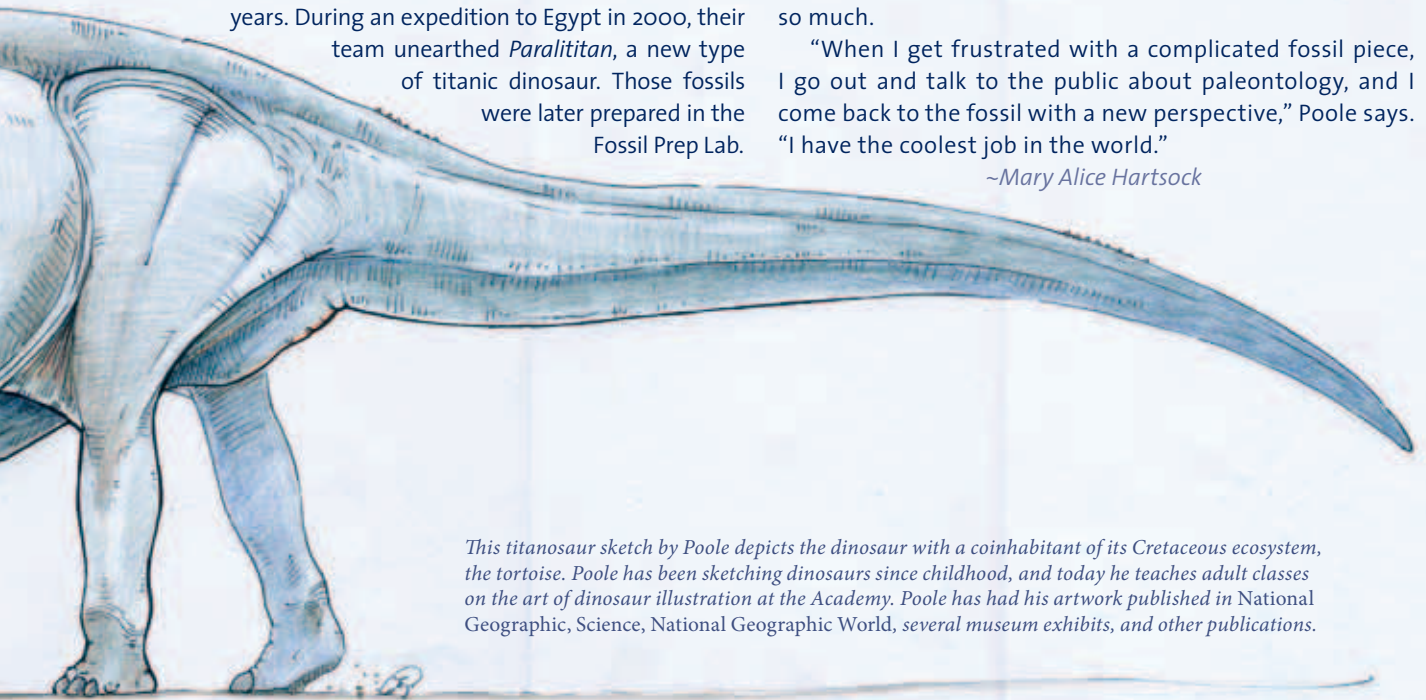 years. During an expedition to Egypt in 2000, their
team unearthed Paralititan, a new type
of titanic dinosaur. Those fossils
were later prepared in the
Fossil Prep Lab.
so much.
“When I get frustrated with a complicated fossil piece,
I go out and talk to the public about paleontology, and I
come back to the fossil with a new perspective,” Poole says.
“I have the coolest job in the world.”
~Mary Alice Hartsock
This titanosaur sketch by Poole depicts the dinosaur with a coinhabitant of its Cretaceous ecosystem,
the tortoise. Poole has been sketching dinosaurs since childhood, and today he teaches adult classes
on the art of dinosaur illustration at the Academy. Poole has had his artwork published in National
Geographic, Science, National Geographic World, several museum exhibits, and other publications.